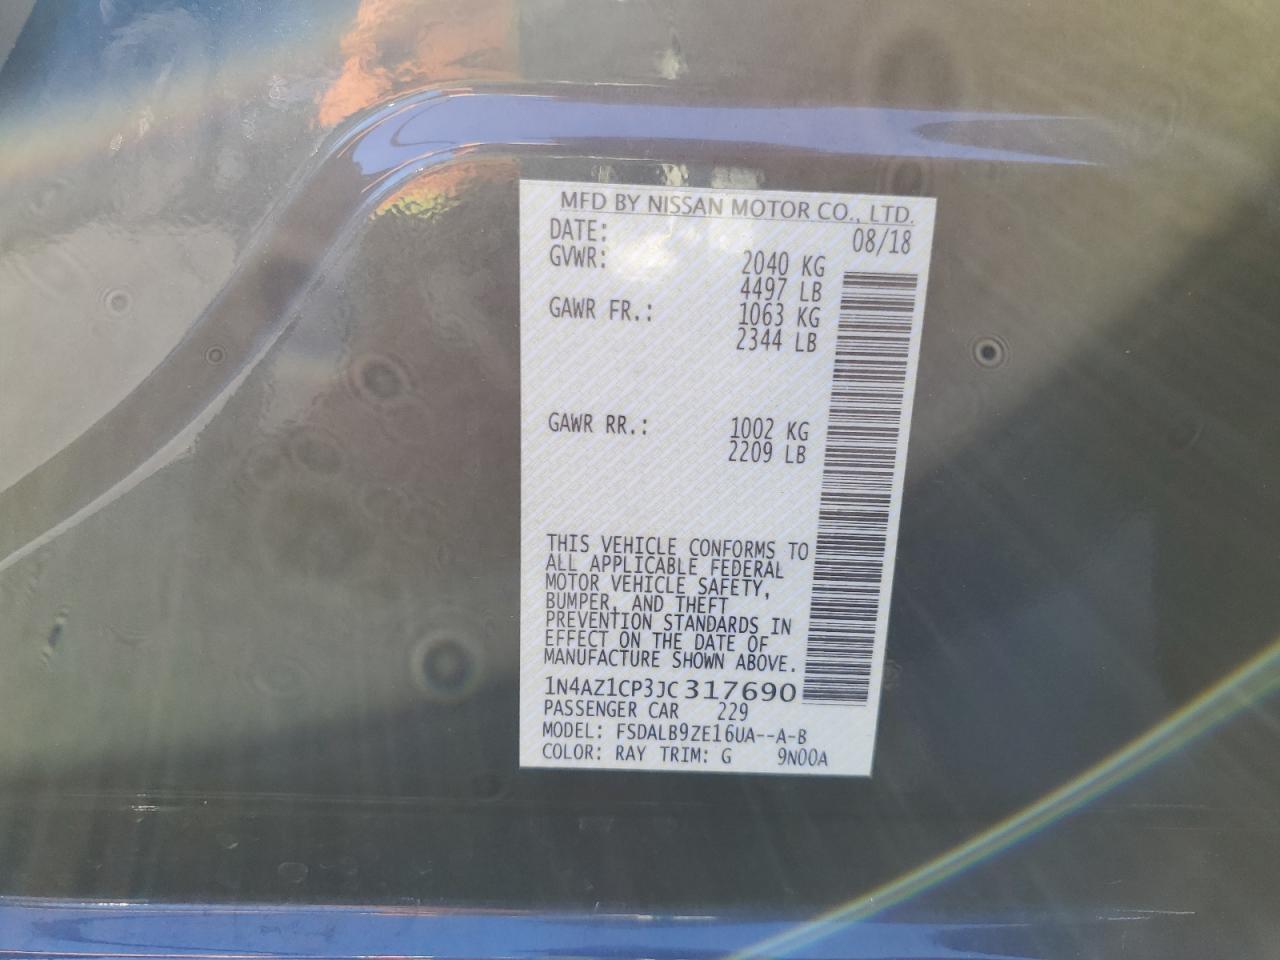 MFD BY NISSAN MOTOR CO., LTD.
DATE: 08/18
GVWR: 2040 KG
4497 LB
GAWR FR.: 1063 KG
2344 LB
GAWR RR.: 1002 KG
2209 LB
THIS VEHICLE CONFORMS TO
ALL APPLICABLE FEDERAL
MOTOR VEHICLE SAFETY,
BUMPER, AND THEFT
PREVENTION STANDARDS IN
EFFECT ON THE DATE OF
MANUFACTURE SHOWN ABOVE.
1N4AZ1CP3JC317690
PASSENGER CAR 229
MODEL: FSDALB9ZE16UA--A-B
COLOR: RAY TRIM: G 9N00A